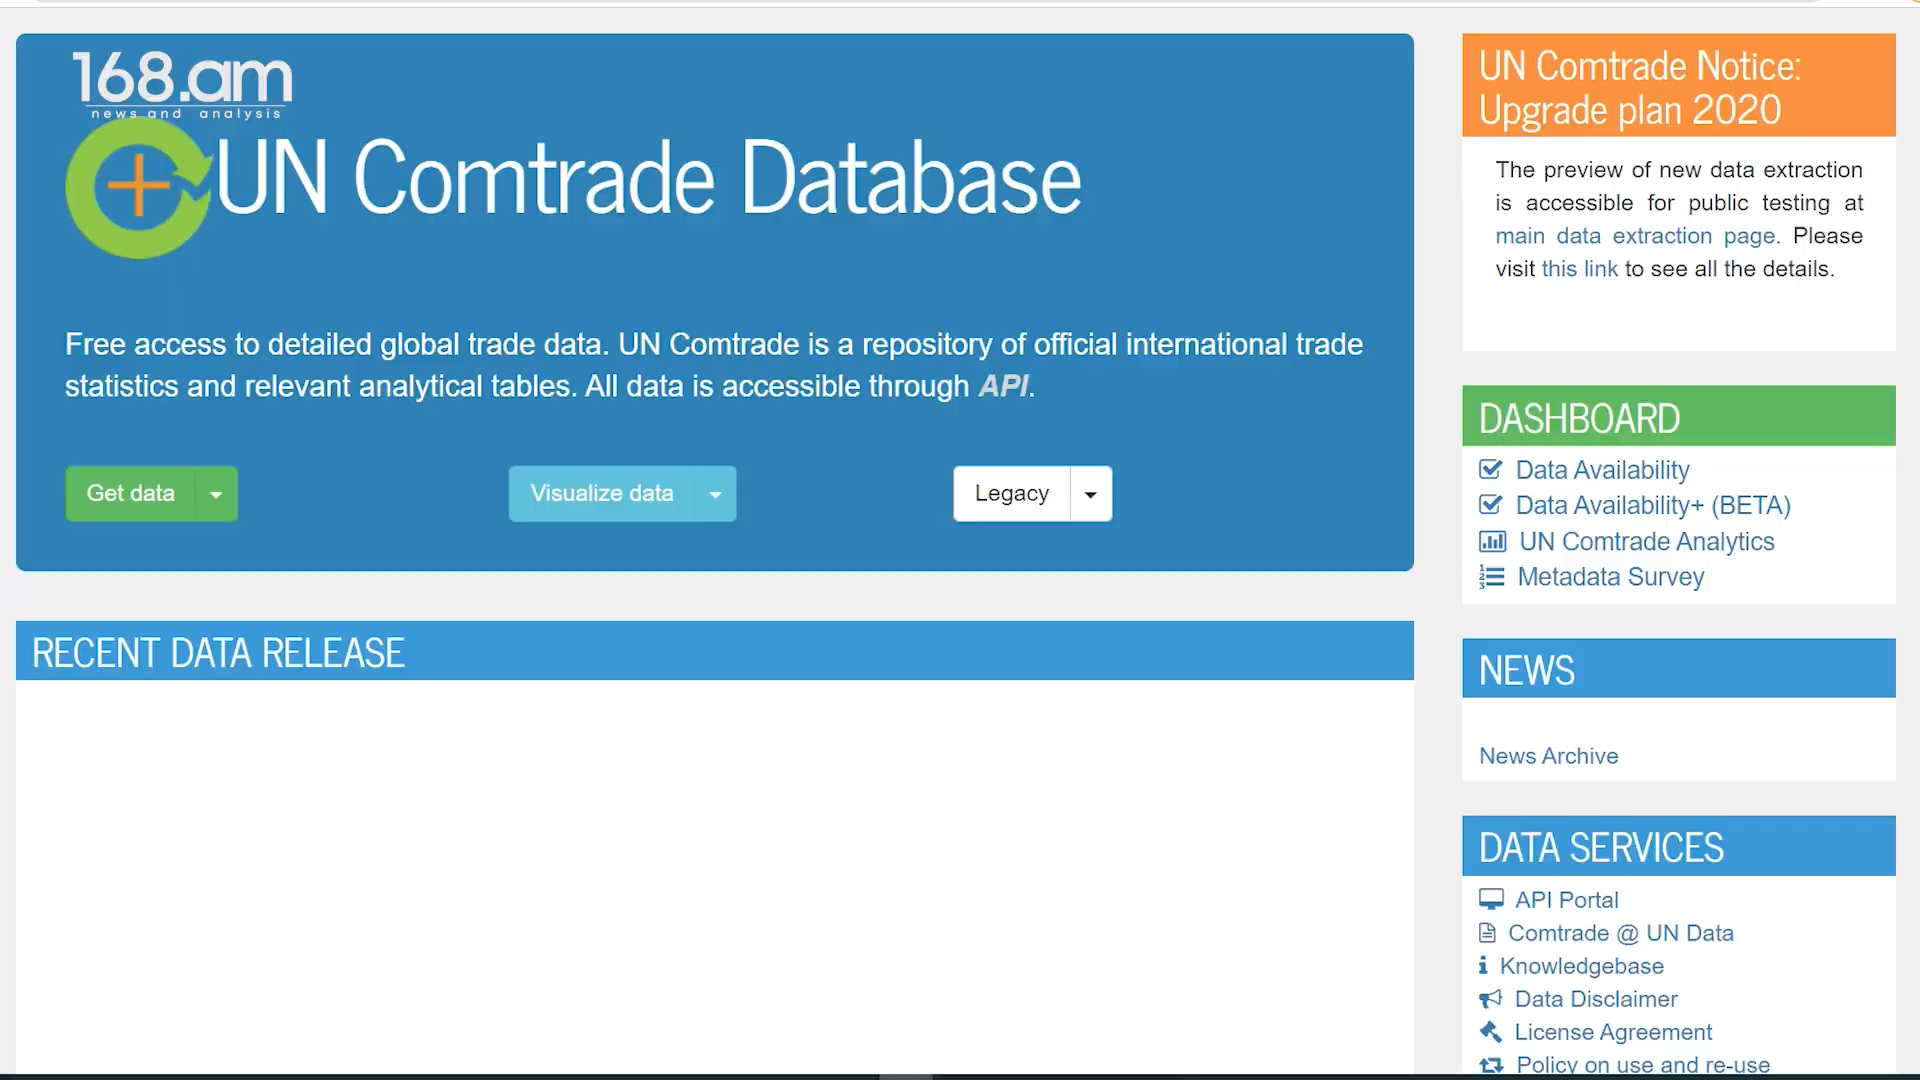 168.am
news and analysis
UN Comtrade Database
Free access to detailed global trade data. UN Comtrade is a repository of official international trade
statistics and relevant analytical tables. All data is accessible through API.
Get data
Visualize data
Legacy
RECENT DATA RELEASE
UN Comtrade Notice:
Upgrade plan 2020
The preview of new data extraction
is accessible for public testing at
main data extraction page. Please
visit this link to see all the details.
DASHBOARD
Data Availability
Data Availability+ (BETA)
UN Comtrade Analytics
Metadata Survey
NEWS
News Archive
DATA SERVICES
API Portal
Comtrade @ UN Data
Knowledgebase
Data Disclaimer
License Agreement
Policy on use and re-use